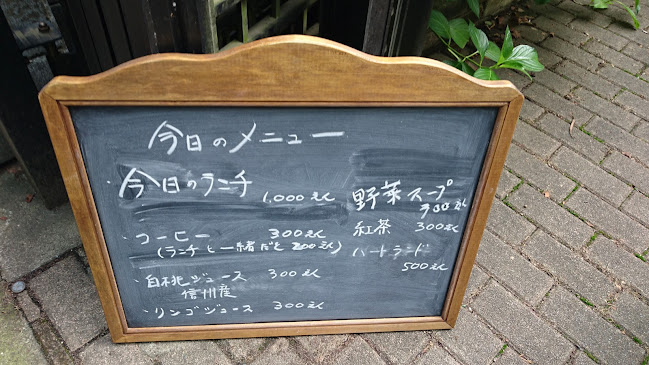 今日のメニュー
・今日のランチ
1,000えん
・コーヒー 300えん
(ランチと一緒だと 200えん)
・白桃ジュース 300えん
信州産
・リンゴジュース 300えん
野菜スープ
えん
紅茶 300えん
ハートランド
500えん